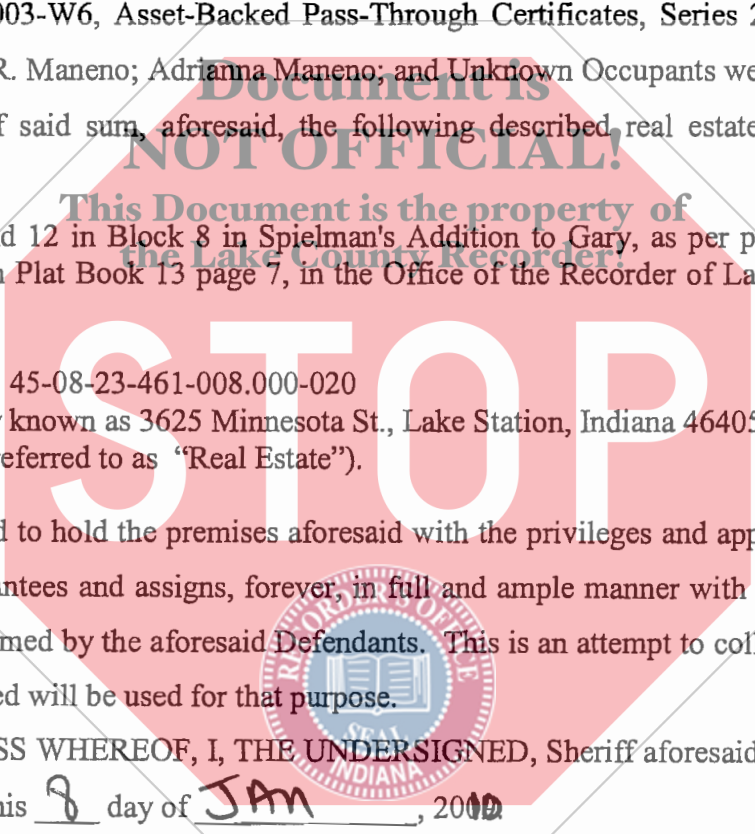 003-W6, Asset-Backed Pass-Through Certificates, Series
R. Maneno; Adrianna Maneno; and Unknown Occupants we
Document is
f said sum, aforesaid, the following described real estate
NOT OFFICIAL!
This Document is the property of
d 12 in Block 8 in Spielman's Addition to Gary, as per p
the Lake County Recorder!
Plat Book 13 page 7, in the Office of the Recorder of La
STOP
45-08-23-461-008.000-020
known as 3625 Minnesota St., Lake Station, Indiana 46405
eferred to as “Real Estate”).
d to hold the premises aforesaid with the privileges and app
ntees and assigns, forever, in full and ample manner with
med by the aforesaid Defendants. This is an attempt to coll
ed will be used for that purpose.
RECORDER'S OFFICE
SEAL
INDIANA
SS WHEREOF, I, THE UNDERSIGNED, Sheriff aforesaid
his 8 day of JAN, 2010